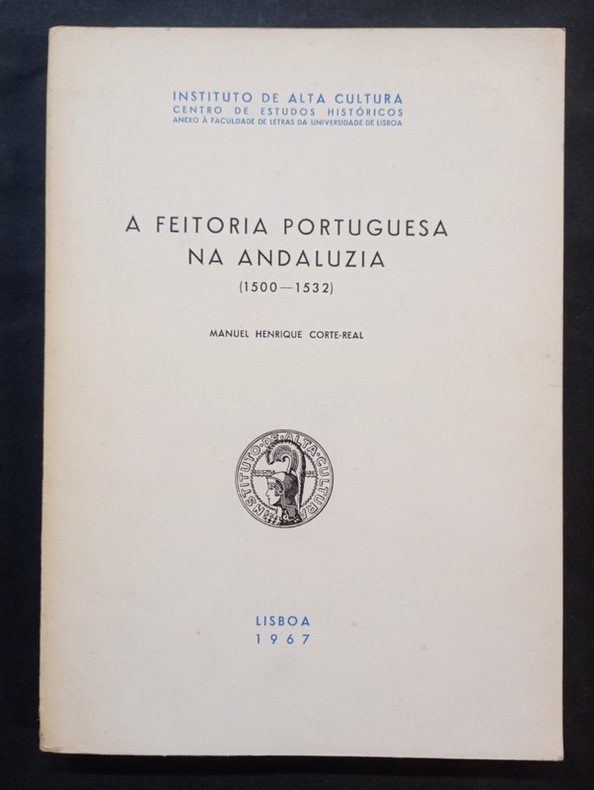 INSTITUTO DE ALTA CULTURA
CENTRO DE ESTUDOS HISTÓRICOS
ANEXO À FACULDADE DE LETRAS DA UNIVERSIDADE DE LISBOA
A FEITORIA PORTUGUESA
NA ANDALUZIA
(1500—1532)
MANUEL HENRIQUE CORTE-REAL
INSTITUTO·DE·ALTA·CULTURA
LISBOA
1967